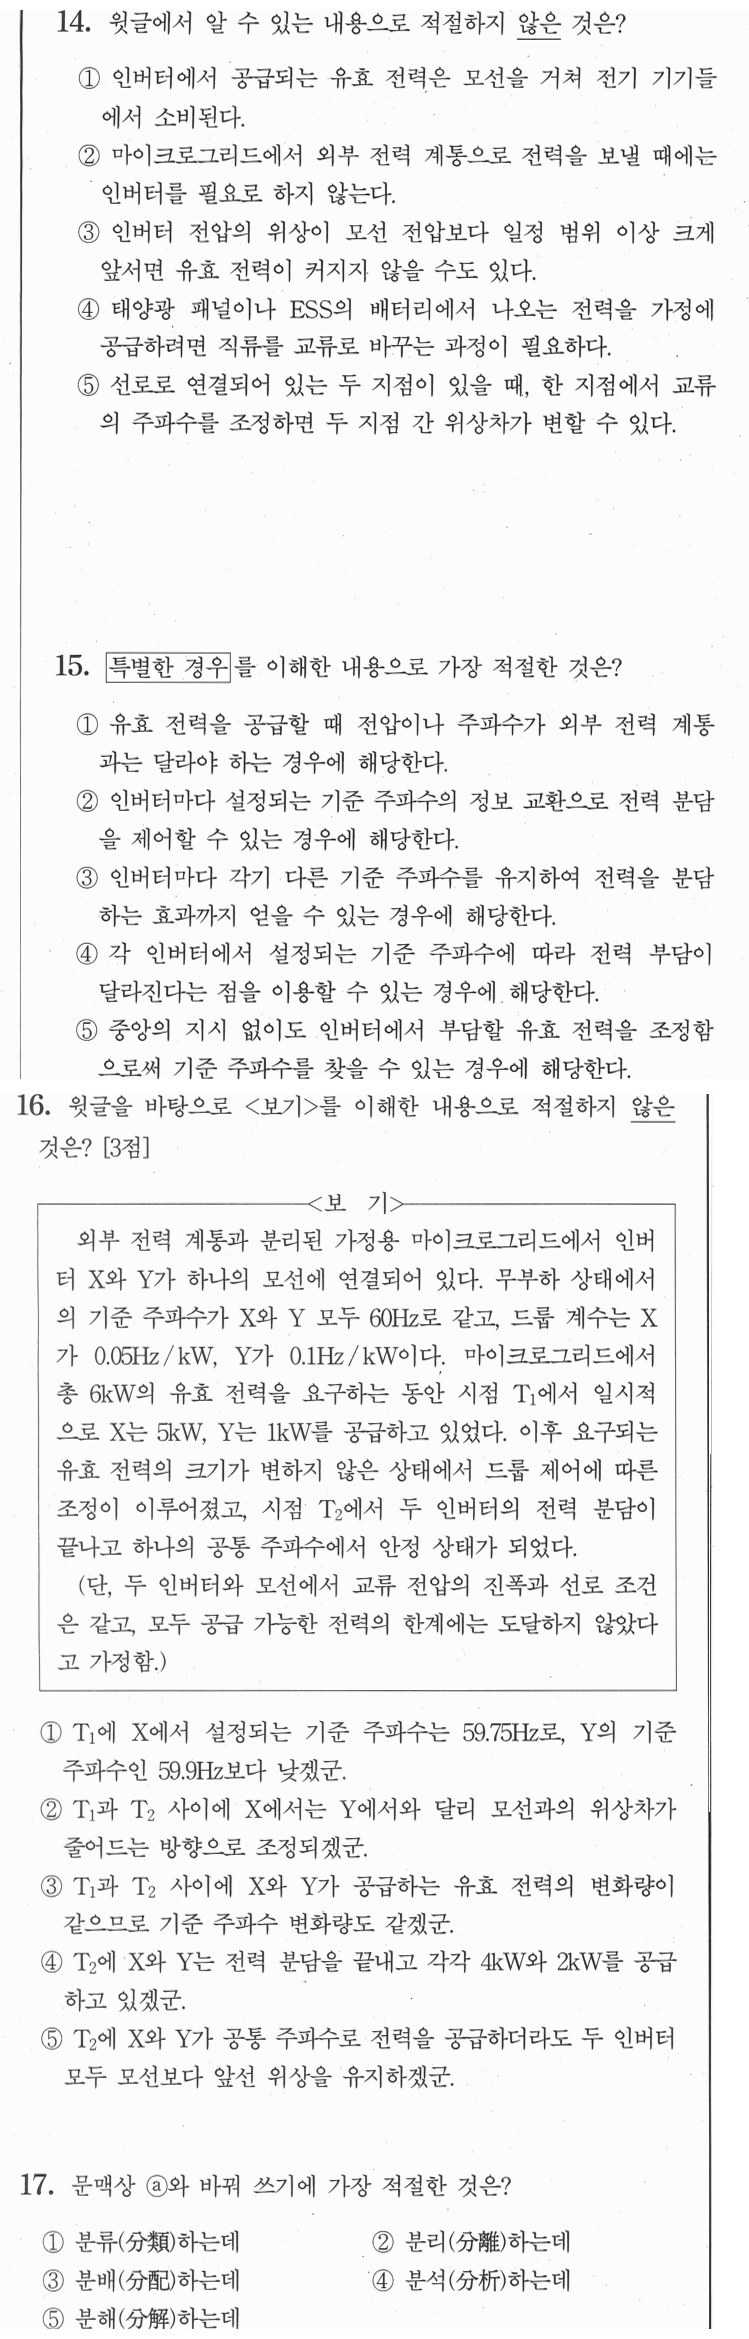 14. 윗글에서 알 수 있는 내용으로 적절하지 않은 것은?
① 인버터에서 공급되는 유효 전력은 모선을 거쳐 전기 기기들
에서 소비된다.
② 마이크로그리드에서 외부 전력 계통으로 전력을 보낼 때에는
인버터를 필요로 하지 않는다.
③ 인버터 전압의 위상이 모선 전압보다 일정 범위 이상 크게
앞서면 유효 전력이 커지지 않을 수도 있다.
④ 태양광 패널이나 ESS의 배터리에서 나오는 전력을 가정에
공급하려면 직류를 교류로 바꾸는 과정이 필요하다.
⑤ 선로로 연결되어 있는 두 지점이 있을 때, 한 지점에서 교류
의 주파수를 조정하면 두 지점 간 위상차가 변할 수 있다.
15. 특별한 경우를 이해한 내용으로 가장 적절한 것은?
① 유효 전력을 공급할 때 전압이나 주파수가 외부 전력 계통
과는 달라야 하는 경우에 해당한다.
② 인버터마다 설정되는 기준 주파수의 정보 교환으로 전력 분담
을 제어할 수 있는 경우에 해당한다.
③ 인버터마다 각기 다른 기준 주파수를 유지하여 전력을 분담
하는 효과까지 얻을 수 있는 경우에 해당한다.
④ 각 인버터에서 설정되는 기준 주파수에 따라 전력 부담이
달라진다는 점을 이용할 수 있는 경우에 해당한다.
⑤ 중앙의 지시 없이도 인버터에서 부담할 유효 전력을 조정함
으로써 기준 주파수를 찾을 수 있는 경우에 해당한다.
16. 윗글을 바탕으로 <보기>를 이해한 내용으로 적절하지 않은
것은? [3점]
<보 기>
외부 전력 계통과 분리된 가정용 마이크로그리드에서 인버
터 X와 Y가 하나의 모선에 연결되어 있다. 무부하 상태에서
의 기준 주파수가 X와 Y 모두 60Hz로 같고, 드룹 계수는 X
가 0.05Hz/kW, Y가 0.1Hz/kW이다. 마이크로그리드에서
총 6kW의 유효 전력을 요구하는 동안 시점 T₁에서 일시적
으로 X는 5kW, Y는 1kW를 공급하고 있었다. 이후 요구되는
유효 전력의 크기가 변하지 않은 상태에서 드룹 제어에 따른
조정이 이루어졌고, 시점 T₂에서 두 인버터의 전력 분담이
끝나고 하나의 공통 주파수에서 안정 상태가 되었다.
(단, 두 인버터와 모선에서 교류 전압의 진폭과 선로 조건
은 같고, 모두 공급 가능한 전력의 한계에는 도달하지 않았다
고 가정함.)
① T₁에 X에서 설정되는 기준 주파수는 59.75Hz로, Y의 기준
주파수인 59.9Hz보다 낮겠군.
② T₁과 T₂ 사이에 X에서는 Y에서와 달리 모선과의 위상차가
줄어드는 방향으로 조정되겠군.
③ T₁과 T₂ 사이에 X와 Y가 공급하는 유효 전력의 변화량이
같으므로 기준 주파수 변화량도 같겠군.
④ T₂에 X와 Y는 전력 분담을 끝내고 각각 4kW와 2kW를 공급
하고 있겠군.
⑤ T₂에 X와 Y가 공통 주파수로 전력을 공급하더라도 두 인버터
모두 모선보다 앞선 위상을 유지하겠군.
17. 문맥상 ⓐ와 바꿔 쓰기에 가장 적절한 것은?
① 분류(分類)하는데 ② 분리(分離)하는데
③ 분배(分配)하는데 ④ 분석(分析)하는데
⑤ 분해(分解)하는데